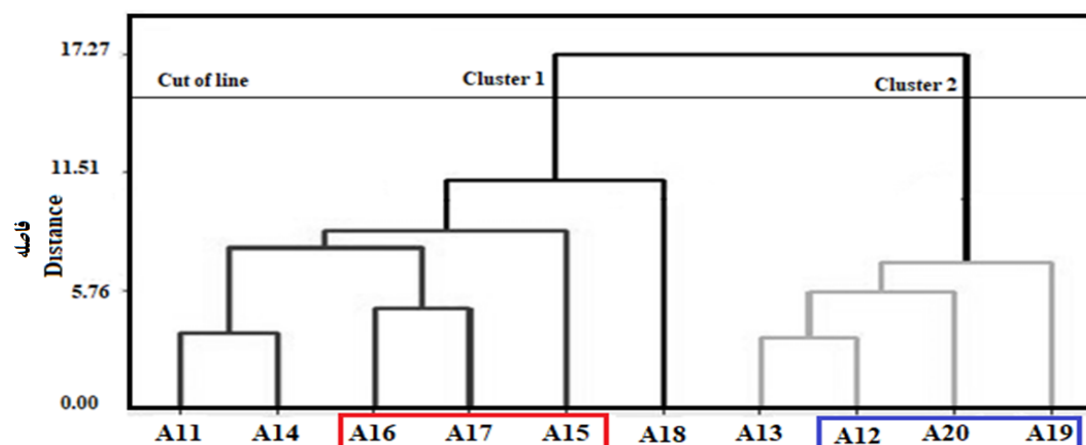 17.27
Cut of line
Cluster 1
Cluster 2
11.51
فاصله
Distance
5.76
0.00
A11 A14 A16 A17 A15 A18 A13 A12 A20 A19